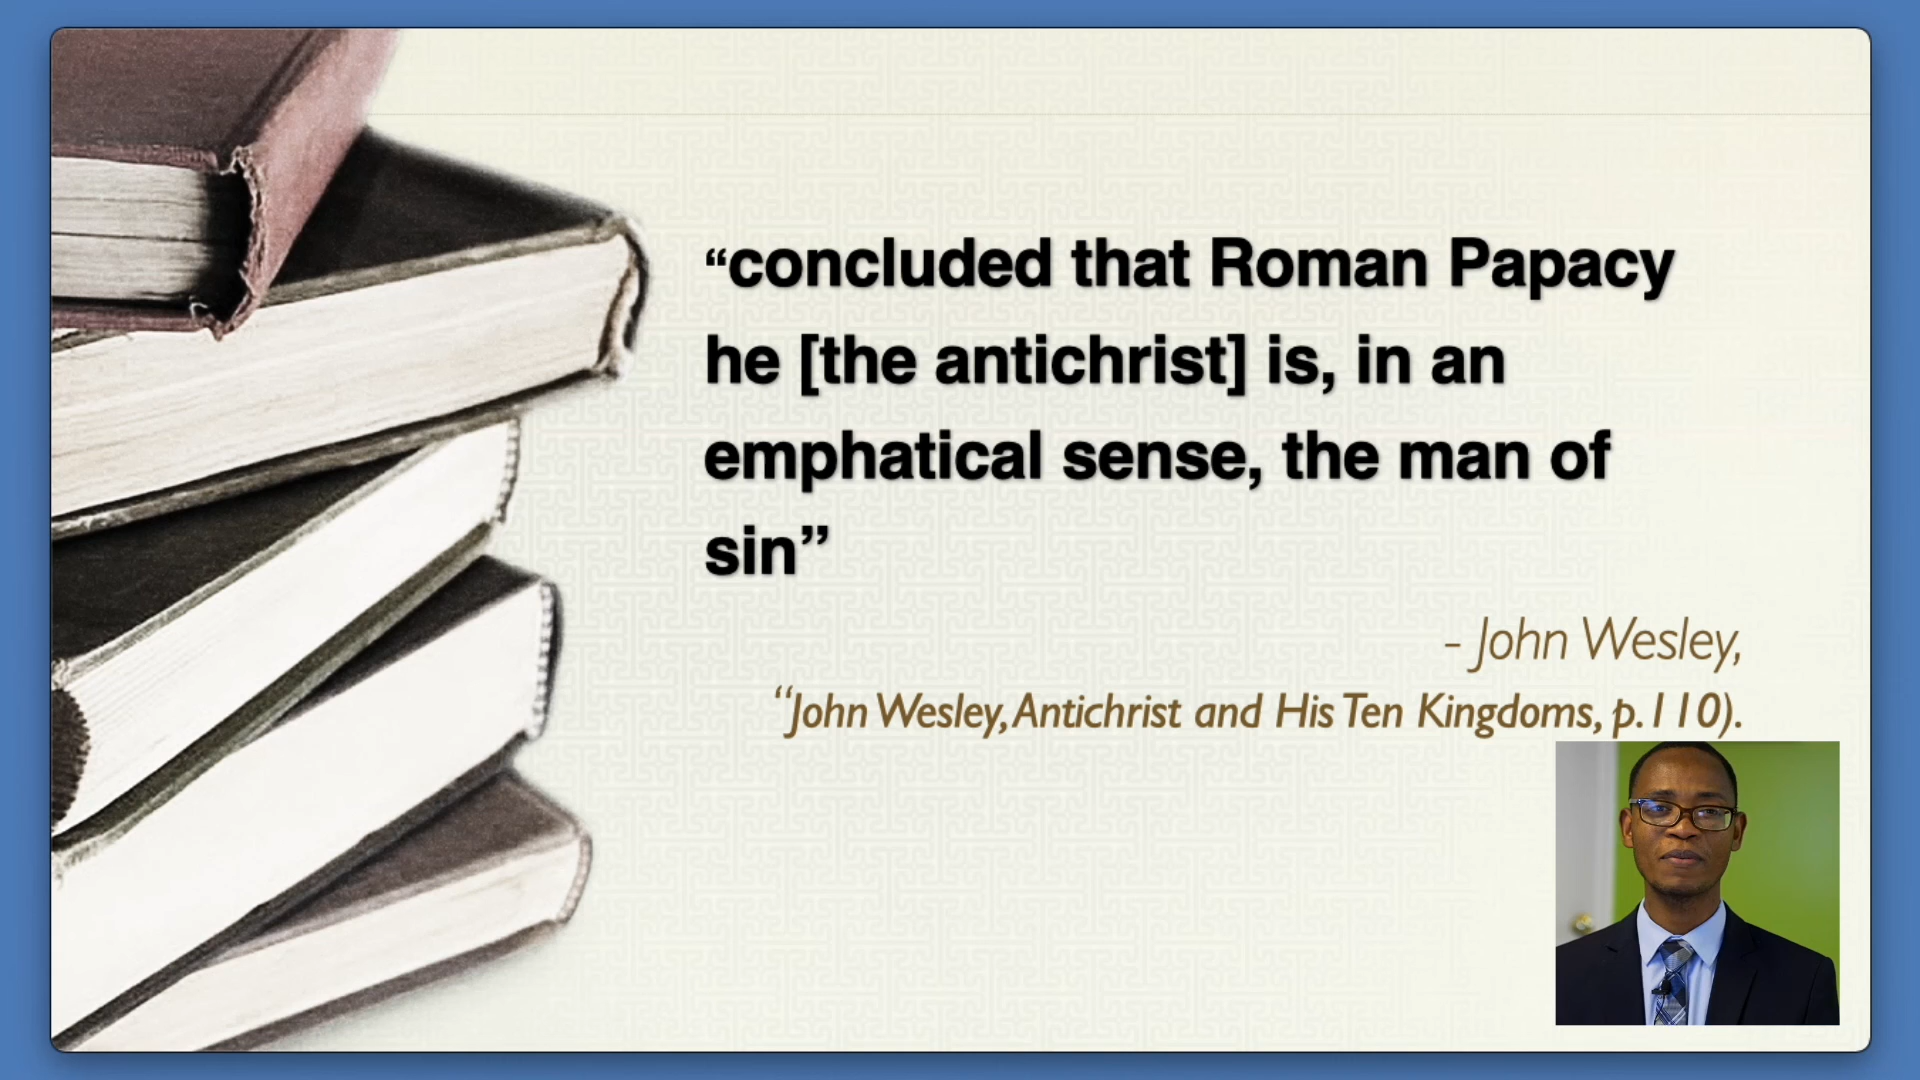 “concluded that Roman Papacy
he [the antichrist] is, in an
emphatical sense, the man of
sin”
- John Wesley,
“John Wesley, Antichrist and His Ten Kingdoms, p.110).